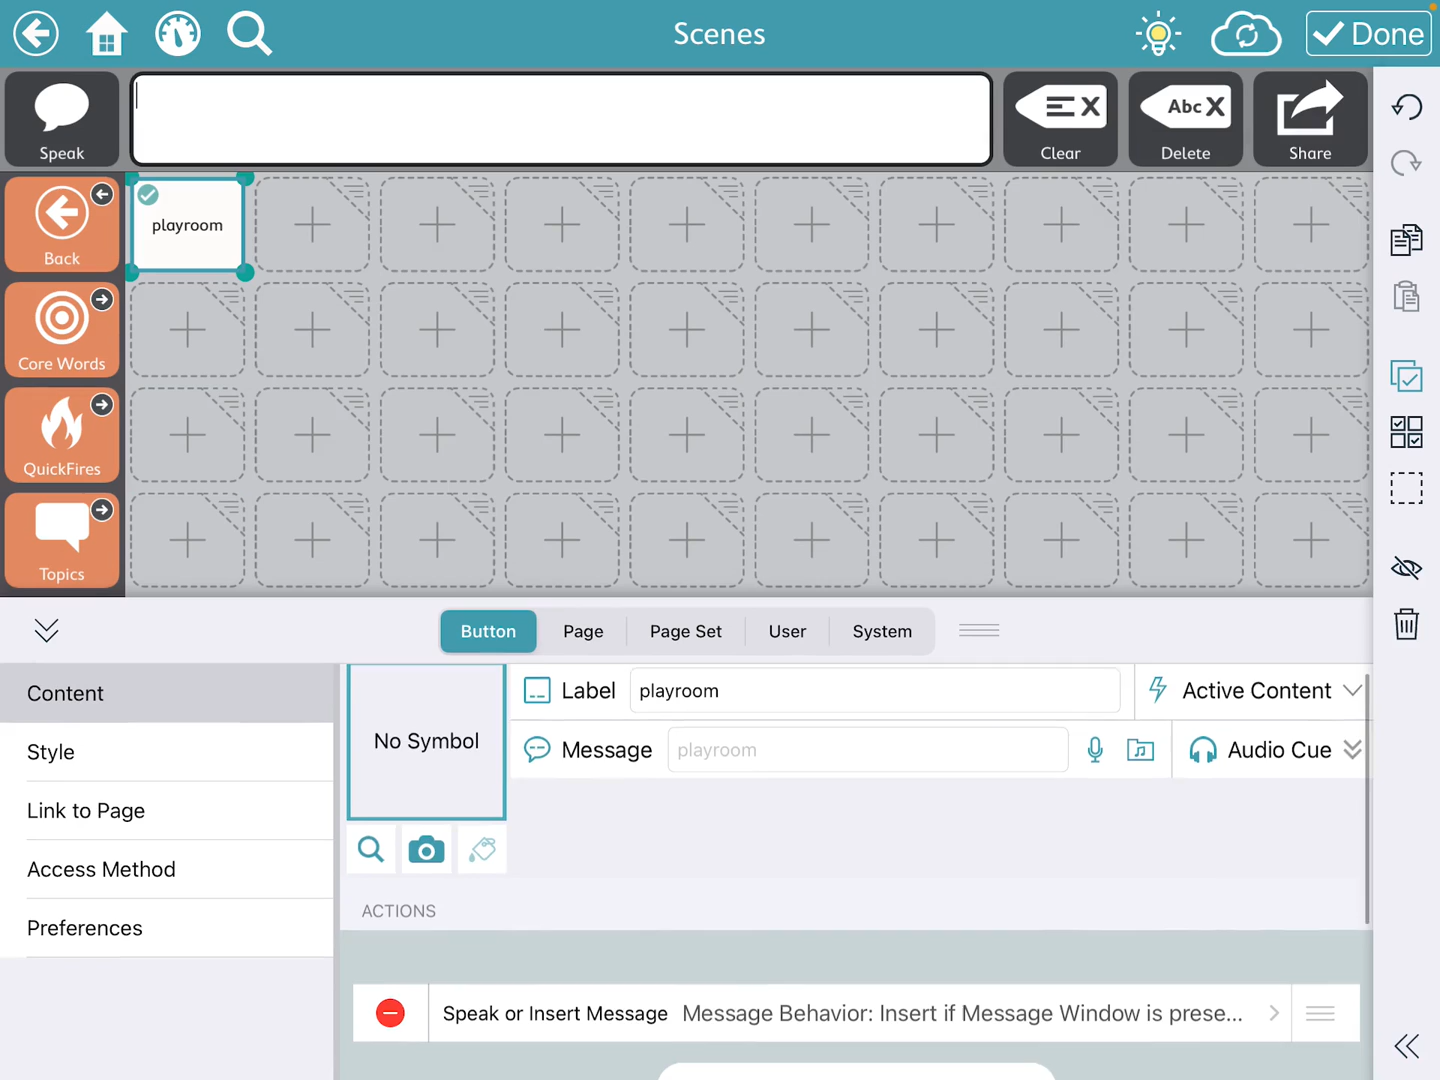 Scenes
Done
Speak
Clear
Abc X
Delete
Share
Back
playroom
Core Words
QuickFires
Topics
Button
Page
Page Set
User
System
Content
Style
Link to Page
Access Method
Preferences
No Symbol
Label
playroom
Active Content
Message
playroom
Audio Cue
ACTIONS
Speak or Insert Message Message Behavior: Insert if Message Window is prese...